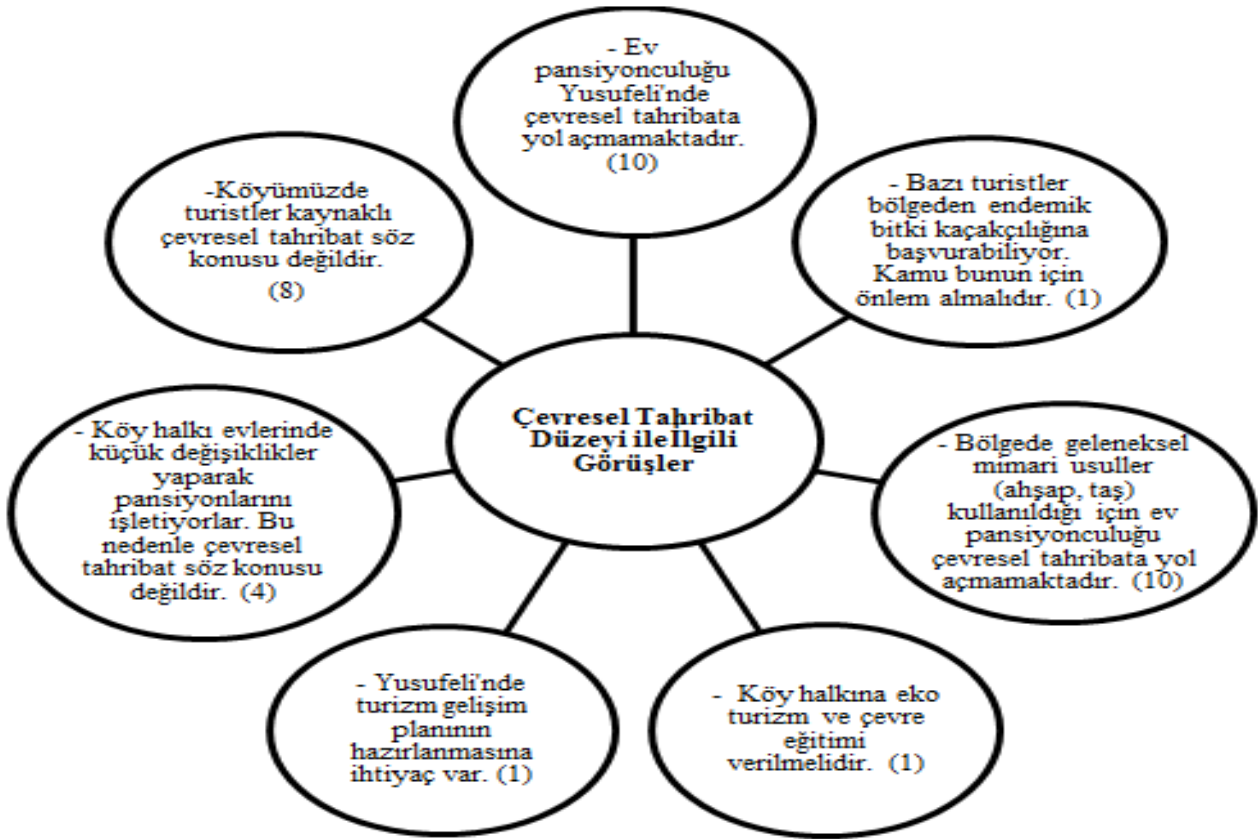 - Ev
pansiyonculuğu
Yusufeli'nde
çevresel tahribata
yol açmamaktadır.
(10)
- Bazı turistler
bölgeden endemik
bitki kaçakçılığına
başvurabiliyor.
Kamu bunun için
önlem almalıdır. (1)
- Bölgede geleneksel
mimari usuller
(ahşap, taş)
kullanıldığı için ev
pansiyonculuğu
çevresel tahribata yol
açmamaktadır. (10)
- Köy halkına eko
turizm ve çevre
eğitimi
verilmelidir. (1)
- Yusufeli'nde
turizm gelişim
planının
hazırlanmasına
ihtiyaç var. (1)
- Köy halkı evlerinde
küçük değişiklikler
yaparak
pansiyonlarını
işletiyorlar. Bu
nedenle çevresel
tahribat söz konusu
değildir. (4)
-Köyümüzde
turistler kaynaklı
çevresel tahribat söz
konusu değildir.
(8)
Çevresel Tahribat
Düzeyi ile İlgili
Görüşler